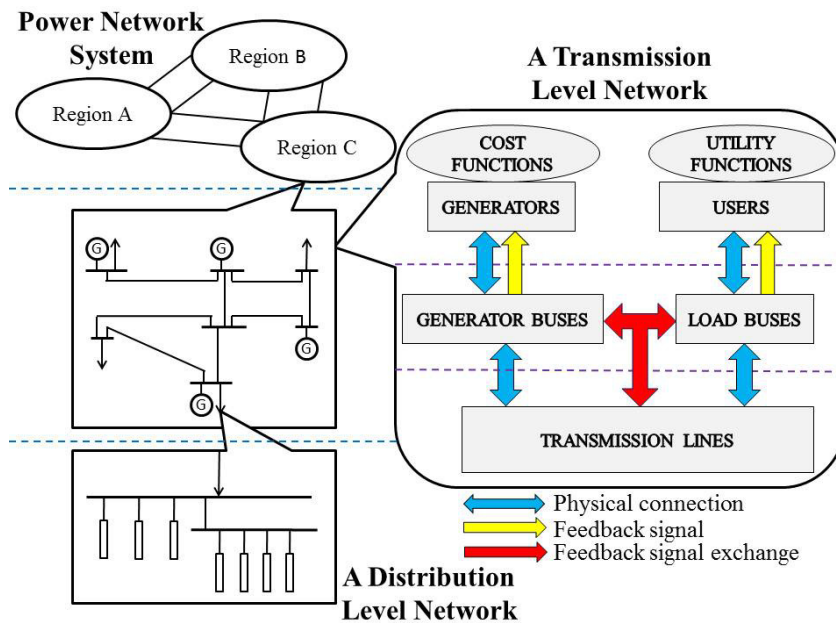 Power Network
System
Region A
Region B
Region C
A Transmission
Level Network
COST
FUNCTIONS
UTILITY
FUNCTIONS
GENERATORS
USERS
GENERATOR BUSES
LOAD BUSES
TRANSMISSION LINES
G
G
G
G
Physical connection
Feedback signal
Feedback signal exchange
A Distribution
Level Network